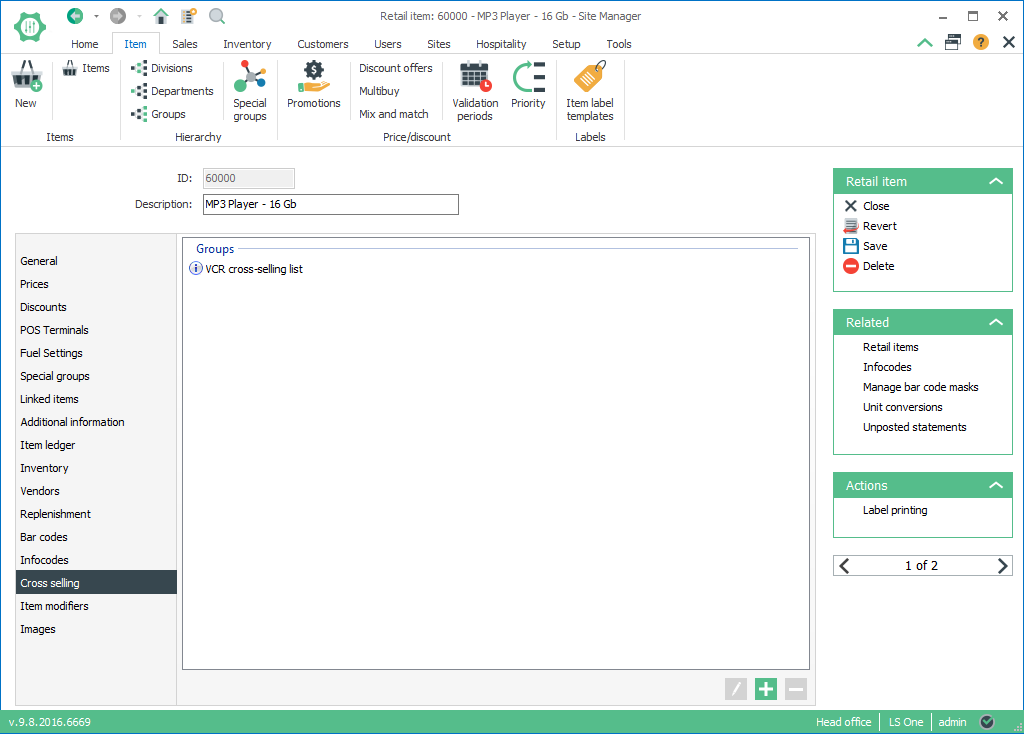 Retail item: 60000 - MP3 Player - 16 Gb - Site Manager
Home Item Sales Inventory Customers Users Sites Hospitality Setup Tools
?
New
Items
Items
Divisions
Departments
Groups
Special groups
Hierarchy
Promotions
Discount offers
Multibuy
Mix and match
Validation periods
Priority
Price/discount
Item label templates
Labels
ID: 60000
Description: MP3 Player - 16 Gb
General
Prices
Discounts
POS Terminals
Fuel Settings
Special groups
Linked items
Additional information
Item ledger
Inventory
Vendors
Replenishment
Bar codes
Infocodes
Cross selling
Item modifiers
Images
Groups
VCR cross-selling list
Retail item
Close
Revert
Save
Delete
Related
Retail items
Infocodes
Manage bar code masks
Unit conversions
Unposted statements
Actions
Label printing
1 of 2
v.9.8.2016.6669
Head office LS One admin